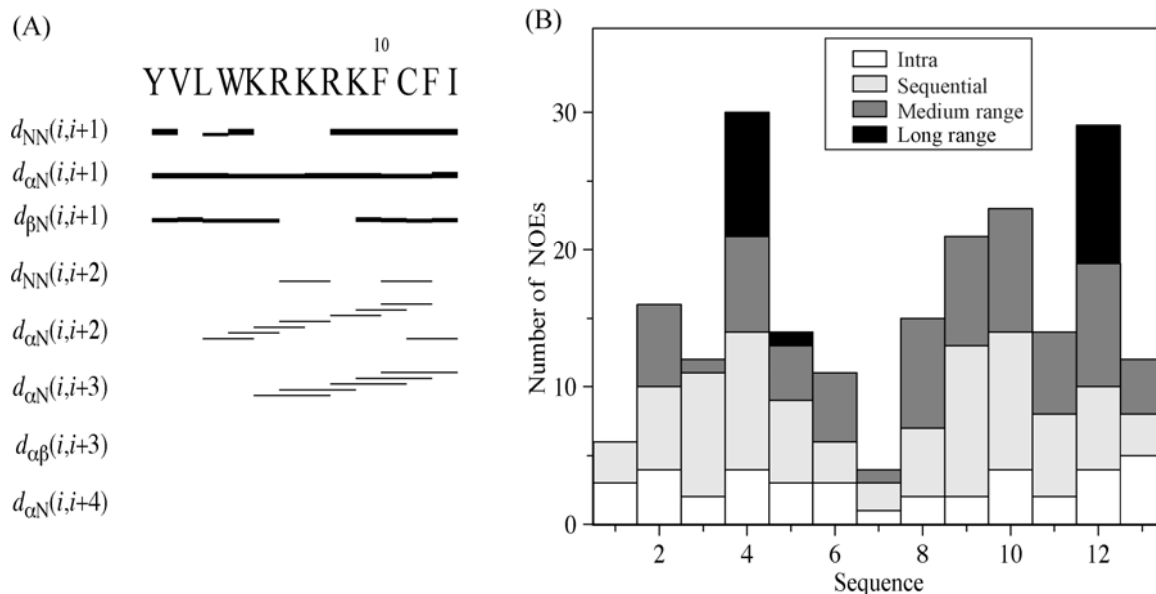 (A)
10
YVLWKRKRKFCFI
dNN(i,i+1)
dαN(i,i+1)
dβN(i,i+1)
dNN(i,i+2)
dαN(i,i+2)
dαN(i,i+3)
dαβ(i,i+3)
dαN(i,i+4)
(B)
Intra
Sequential
Medium range
Long range
Number of NOEs
30
20
10
0
2 4 6 8 10 12
Sequence